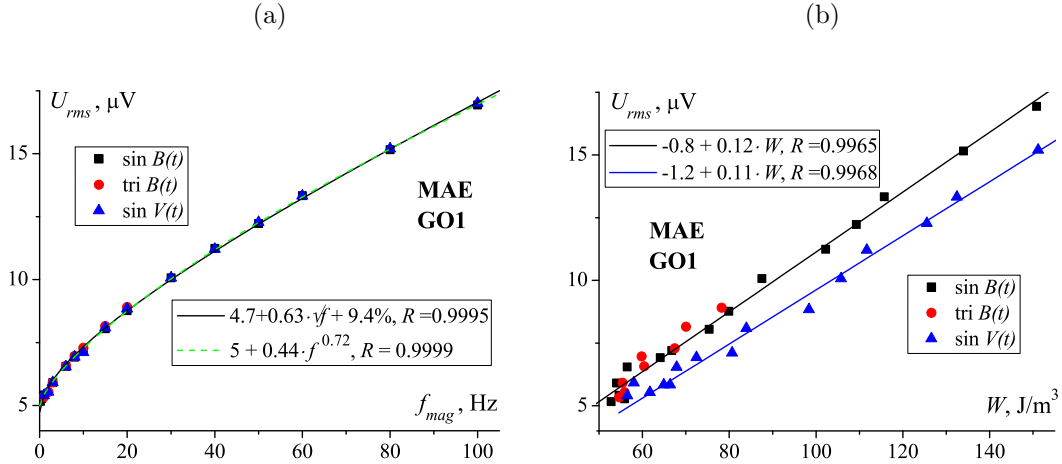 (a)
U_rms, μV
15
10
5
0 20 40 60 80 100
sin B(t)
tri B(t)
sin V(t)
MAE
GO1
4.7+0.63·√f + 9.4%, R =0.9995
5 + 0.44·f^0.72, R = 0.9999
f_mag, Hz
(b)
U_rms, μV
15
10
5
60 80 100 120 140
-0.8 + 0.12· W, R =0.9965
-1.2 + 0.11· W, R =0.9968
MAE
GO1
sin B(t)
tri B(t)
sin V(t)
W, J/m³